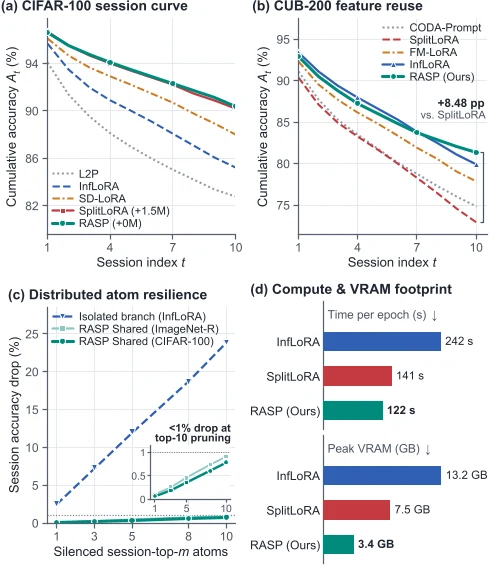 (a) CIFAR-100 session curve
Cumulative accuracy At (%)
94
90
86
82
L2P
InfLoRA
SD-LoRA
SplitLoRA (+1.5M)
RASP (+0M)
1 4 7 10
Session index t
(b) CUB-200 feature reuse
Cumulative accuracy At (%)
95
90
85
80
75
CODA-Prompt
SplitLoRA
FM-LoRA
InfLoRA
RASP (Ours)
+8.48 pp
vs. SplitLoRA
1 4 7 10
Session index t
(c) Distributed atom resilience
Session accuracy drop (%)
25
20
15
10
5
0
Isolated branch (InfLoRA)
RASP Shared (ImageNet-R)
RASP Shared (CIFAR-100)
<1% drop at
top-10 pruning
1
0.5
0
1 5 10
1 3 5 8 10
Silenced session-top-m atoms
(d) Compute & VRAM footprint
Time per epoch (s) ↓
InfLoRA 242 s
SplitLoRA 141 s
RASP (Ours) 122 s
Peak VRAM (GB) ↓
InfLoRA 13.2 GB
SplitLoRA 7.5 GB
RASP (Ours) 3.4 GB